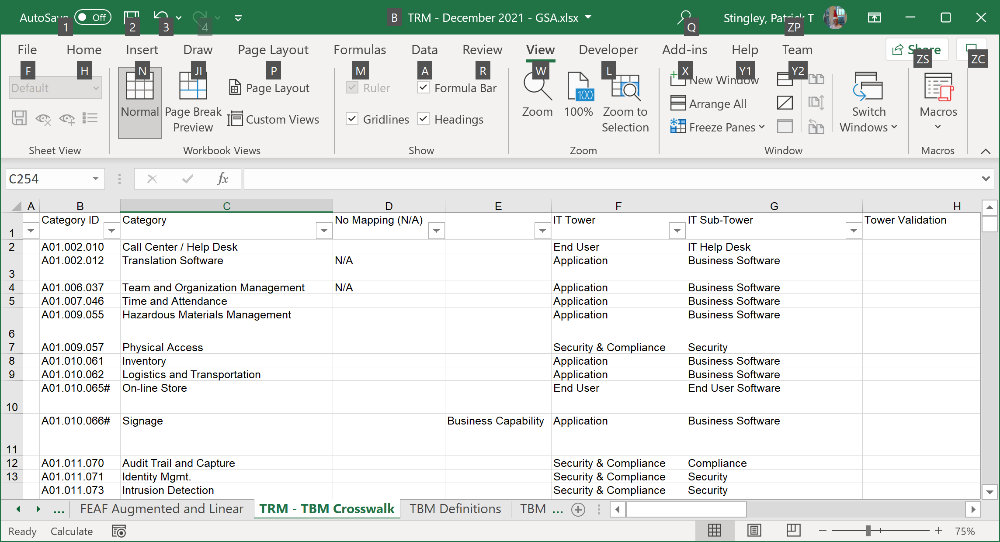 AutoSave Off B TRM - December 2021 - GSA.xlsx Stingley, Patrick T
1 2 3 4 Q ZP
File Home Insert Draw Page Layout Formulas Data Review View Developer Add-ins Help Team Share
F H N JI P M A R W L X Y1 Y2 ZS ZC
Default
Normal
Page Break
Preview
Page Layout
Custom Views
Ruler
Formula Bar
Gridlines
Headings
Zoom
100
100%
Zoom to
Selection
New Window
Arrange All
Freeze Panes
Switch
Windows
Macros
Sheet View Workbook Views Show Zoom Window Macros
C254 fx
A B C D E F G H
1 Category ID Category No Mapping (N/A) IT Tower IT Sub-Tower Tower Validation
2 A01.002.010 Call Center / Help Desk End User IT Help Desk
3 A01.002.012 Translation Software N/A Application Business Software
4 A01.006.037 Team and Organization Management N/A Application Business Software
5 A01.007.046 Time and Attendance Application Business Software
6 A01.009.055 Hazardous Materials Management Application Business Software
7 A01.009.057 Physical Access Security & Compliance Security
8 A01.010.061 Inventory Application Business Software
9 A01.010.062 Logistics and Transportation Application Business Software
10 A01.010.065# On-line Store End User End User Software
11 A01.010.066# Signage Business Capability Application Business Software
12 A01.011.070 Audit Trail and Capture Security & Compliance Compliance
13 A01.011.071 Identity Mgmt. Security & Compliance Security
A01.011.073 Intrusion Detection Security & Compliance Security
... FEAF Augmented and Linear TRM - TBM Crosswalk TBM Definitions TBM ...
Ready Calculate 75%